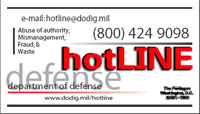 e-mail: hotline@dodig.mil
Abuse of authority,
Mismanagement,
Fraud, &
Waste
(800) 424 9098
hotLINE
defense
department of defense
www.dodig.mil/hotline
The Pentagon
Washington, D.C.